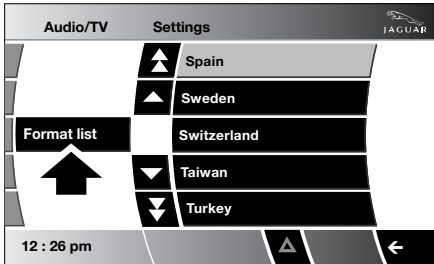 Audio/TV Settings
JAGUAR
Spain
Sweden
Format list
Switzerland
Taiwan
Turkey
12 : 26 pm